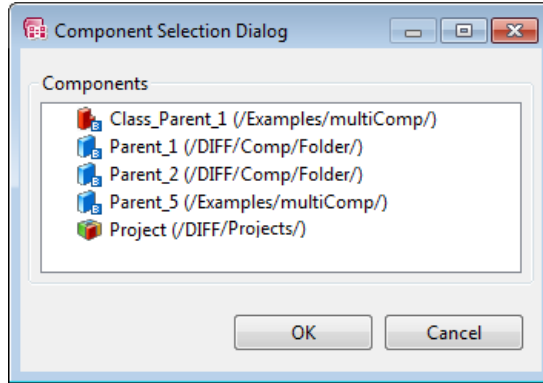 Component Selection Dialog
Components
Class_Parent_1 (/Examples/multiComp/)
Parent_1 (/DIFF/Comp/Folder/)
Parent_2 (/DIFF/Comp/Folder/)
Parent_5 (/Examples/multiComp/)
Project (/DIFF/Projects/)
OK Cancel